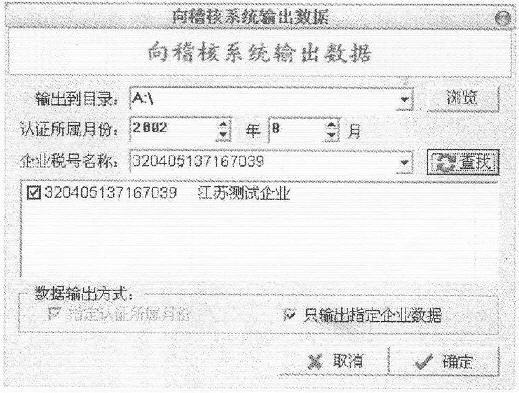 向稽核系统输出数据
向稽核系统输出数据
输出到目录： A:\ 浏览
认证所属月份： 2002 年 8 月
企业税号名称： 320405137167039 查找
320405137167039 江苏测试企业
数据输出方式：
指定认证所属月份 只输出指定企业数据
取消 确定